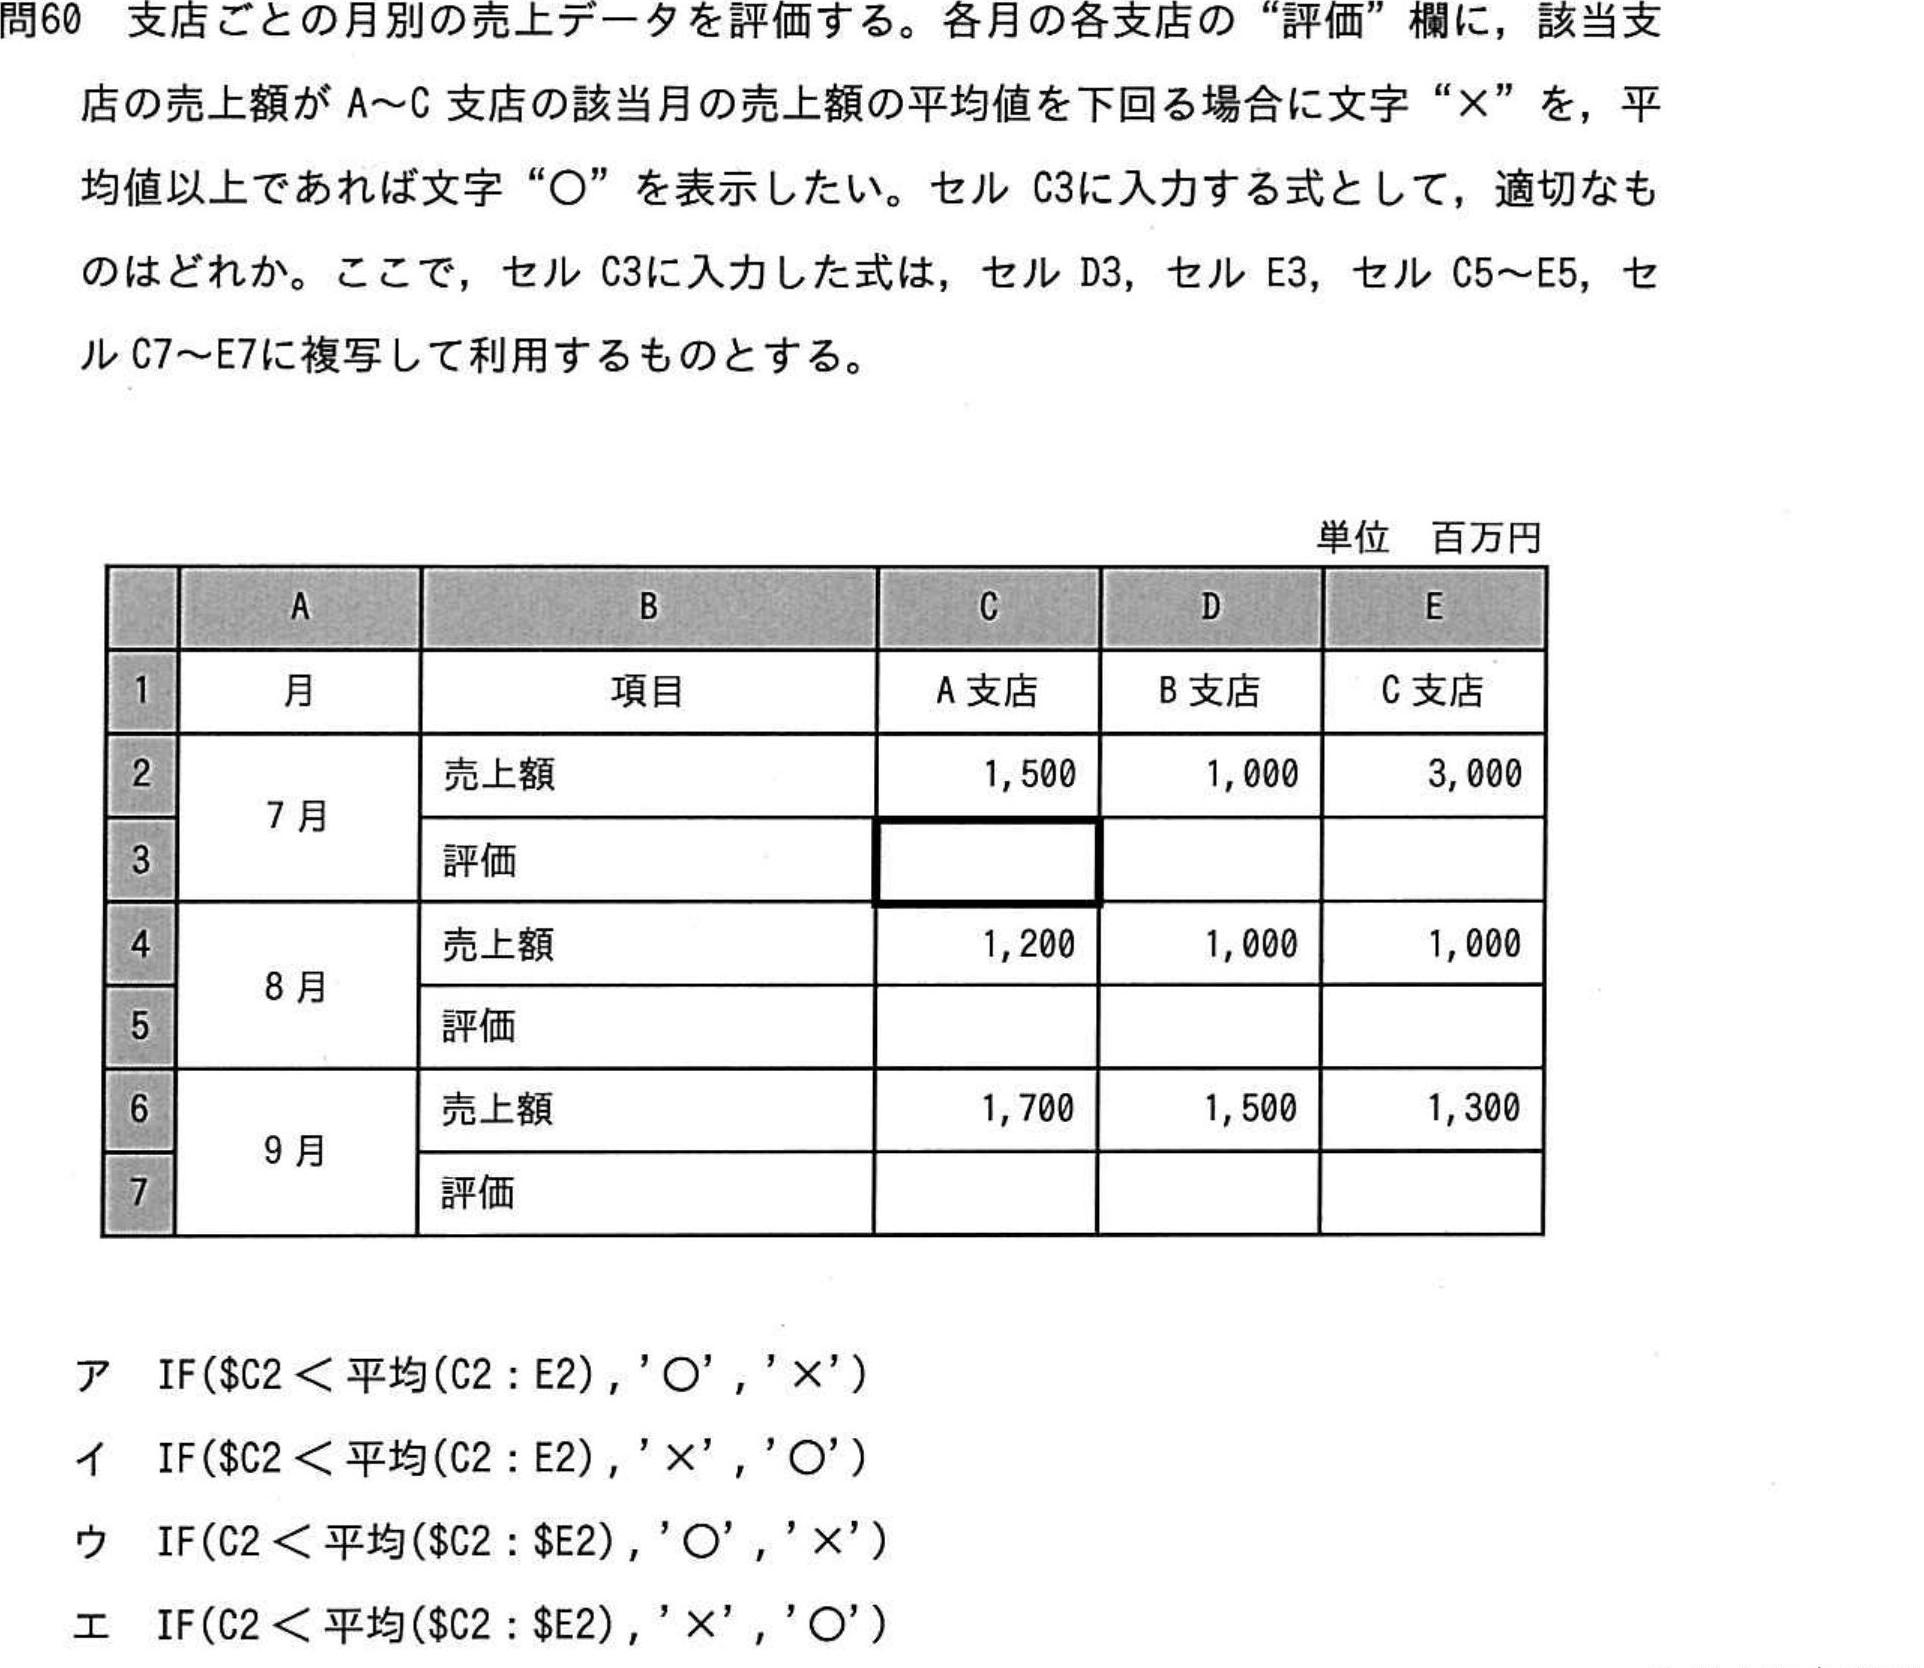 問60　支店ごとの月別の売上データを評価する。各月の各支店の“評価”欄に，該当支
店の売上額が A～C 支店の該当月の売上額の平均値を下回る場合に文字“×”を，平
均値以上であれば文字“○”を表示したい。セル C3に入力する式として，適切なも
のはどれか。ここで，セル C3に入力した式は，セル D3，セル E3，セル C5～E5，セ
ル C7～E7に複写して利用するものとする。
単位　百万円
A B C D E
1 月 項目 A 支店 B 支店 C 支店
2 7 月 売上額 1,500 1,000 3,000
3 評価
4 8 月 売上額 1,200 1,000 1,000
5 評価
6 9 月 売上額 1,700 1,500 1,300
7 評価
ア　IF($C2＜平均(C2：E2),’○’,’×’)
イ　IF($C2＜平均(C2：E2),’×’,’○’)
ウ　IF(C2＜平均($C2：$E2),’○’,’×’)
エ　IF(C2＜平均($C2：$E2),’×’,’○’)